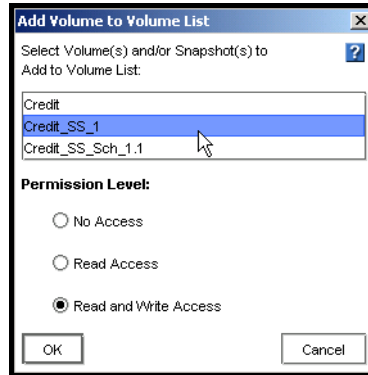 Add Volume to Volume List
Select Volume(s) and/or Snapshot(s) to
Add to Volume List:
?
Credit
Credit_SS_1
Credit_SS_Sch_1.1
Permission Level:
No Access
Read Access
Read and Write Access
OK
Cancel